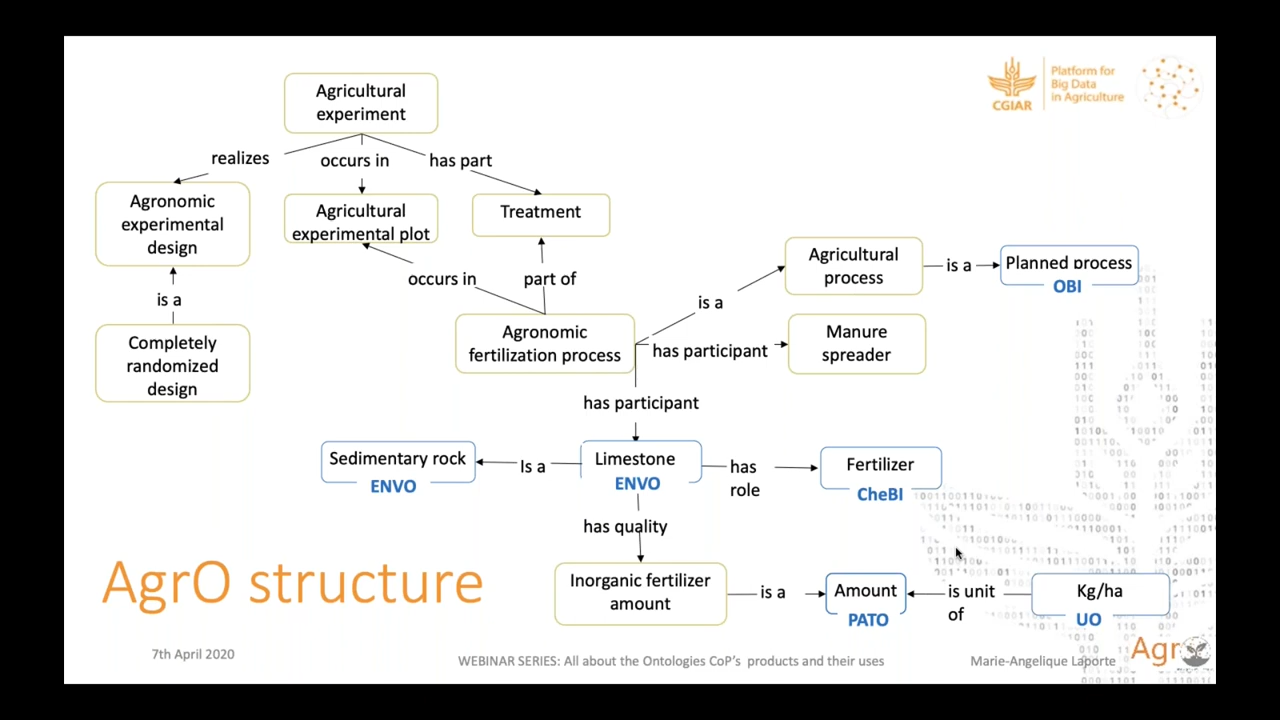 CGIAR
Platform for
Big Data
in Agriculture
Agricultural
experiment
realizes
occurs in
has part
Agronomic
experimental
design
Agricultural
experimental plot
Treatment
is a
occurs in
part of
Completely
randomized
design
Agronomic
fertilization process
is a
Agricultural
process
is a
Planned process
OBI
has participant
Manure
spreader
has participant
Sedimentary rock
ENVO
Is a
Limestone
ENVO
has
role
Fertilizer
CheBI
has quality
Inorganic fertilizer
amount
is a
Amount
PATO
is unit
of
Kg/ha
UO
AgrO structure
7th April 2020
WEBINAR SERIES: All about the Ontologies CoP's products and their uses
Marie-Angelique Laporte
Agr